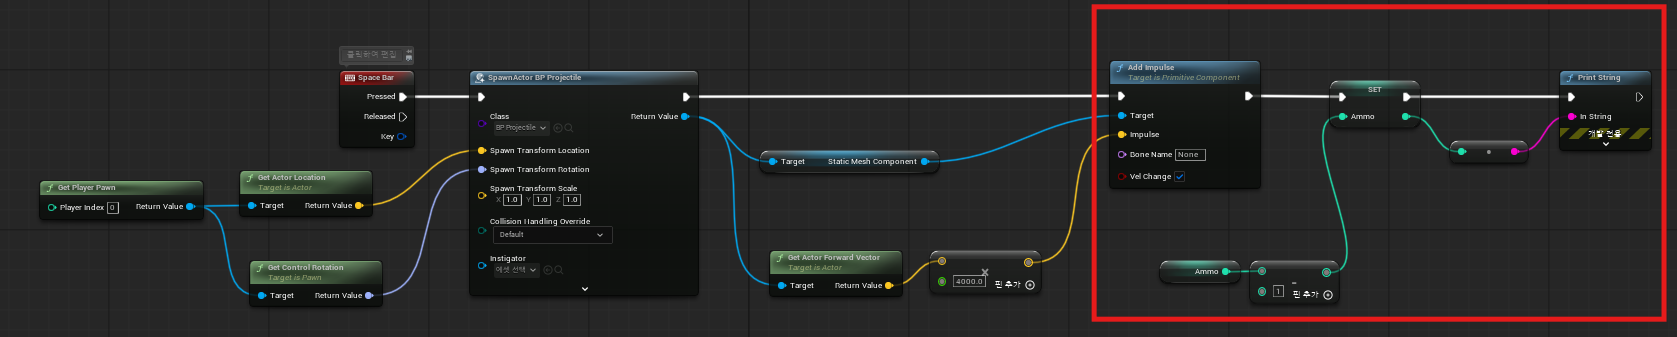 클릭하여 편집
Space Bar
Pressed
Released
Key
Get Player Pawn
Player Index 0
Return Value
Get Actor Location
Target is Actor
Target
Return Value
Get Control Rotation
Target is Pawn
Target
Return Value
SpawnActor BP Projectile
Class
BP Projectile
Return Value
Spawn Transform Location
Spawn Transform Rotation
Spawn Transform Scale
X 1.0 Y 1.0 Z 1.0
Collision Handling Override
Default
Instigator
에셋 선택
Target
Static Mesh Component
Get Actor Forward Vector
Target is Actor
Target
Return Value
4000.0
핀 추가
Add Impulse
Target is Primitive Component
Target
Impulse
Bone Name None
Vel Change
Ammo
1
핀 추가
SET
Ammo
Print String
In String
개발 전용